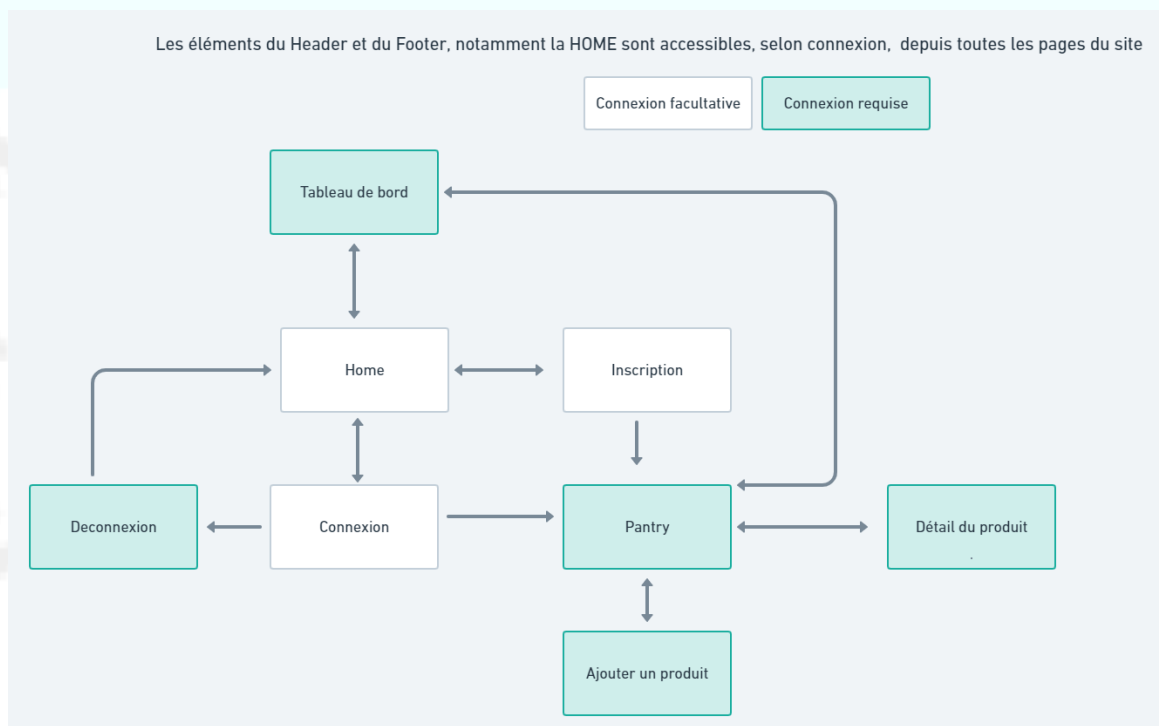 Les éléments du Header et du Footer, notamment la HOME sont accessibles, selon connexion, depuis toutes les pages du site
Connexion facultative
Connexion requise
Tableau de bord
Home
Inscription
Deconnexion
Connexion
Pantry
Détail du produit
.
Ajouter un produit